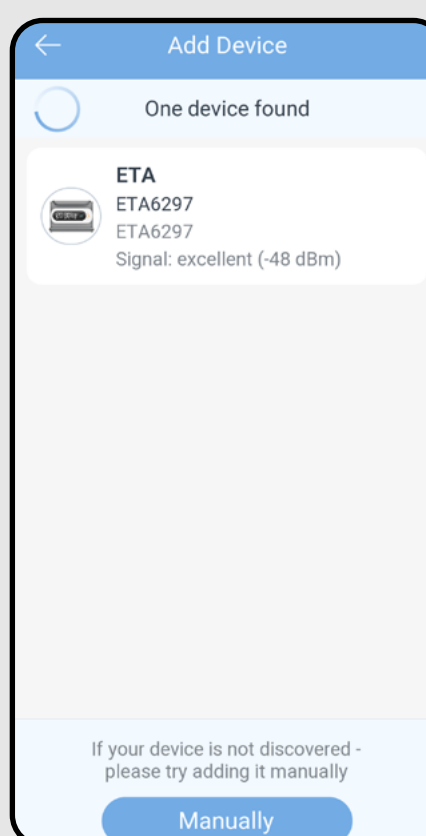 Add Device
One device found
ETA
ETA6297
ETA6297
Signal: excellent (-48 dBm)
If your device is not discovered -
please try adding it manually
Manually